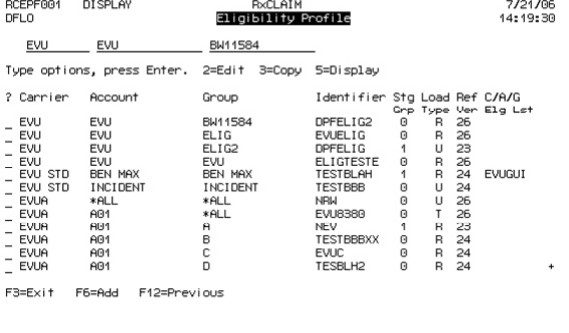 RCEPF001 DISPLAY RxCLAIM 7/21/06
DFLO Eligibility Profile 14:19:30
EVU EVU BW11584
Type options, press Enter. 2=Edit 3=Copy 5=Display
? Carrier Account Group Identifier Stg Load Ref C/A/G
Grp Type Ver Elg Lst
_ EVU EVU BW11584 DPFELIG2 0 R 26
_ EVU EVU ELIG EVUELIG 0 R 26
_ EVU EVU ELIG2 DPFELIG 1 U 23
_ EVU EVU EVU ELIGTESTE 0 R 26
_ EVU STD BEN MAX BEN MAX TESTBLAH 1 R 24 EVUGUI
_ EVU STD INCIDENT INCIDENT TESTBBB 0 U 24
_ EVUA *ALL *ALL NRW 0 U 26
_ EVUA A01 *ALL EVU8380 0 T 26
_ EVUA A01 A NEV 1 R 23
_ EVUA A01 B TESTBBBXX 0 R 24
_ EVUA A01 C EVUC 0 R 24
_ EVUA A01 D TESBLH2 0 R 24 +
F3=Exit F6=Add F12=Previous